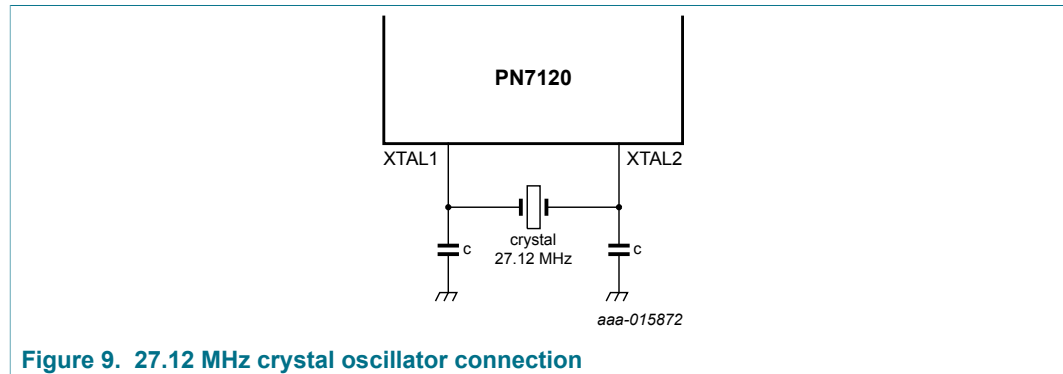 PN7120
XTAL1
XTAL2
c
crystal
27.12 MHz
c
aaa-015872
Figure 9. 27.12 MHz crystal oscillator connection